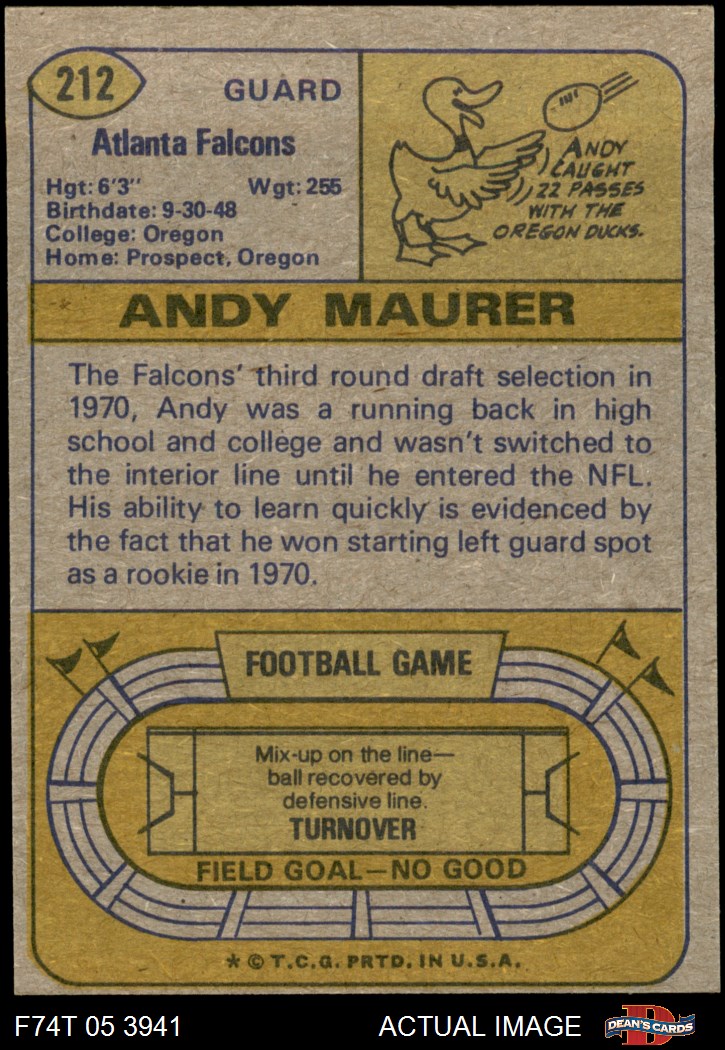 212
GUARD
Atlanta Falcons
Hgt: 6'3" Wgt: 255
Birthdate: 9-30-48
College: Oregon
Home: Prospect, Oregon
ANDY
CAUGHT
22 PASSES
WITH THE
OREGON DUCKS.
ANDY MAURER
The Falcons' third round draft selection in
1970, Andy was a running back in high
school and college and wasn't switched to
the interior line until he entered the NFL.
His ability to learn quickly is evidenced by
the fact that he won starting left guard spot
as a rookie in 1970.
FOOTBALL GAME
Mix-up on the line—
ball recovered by
defensive line.
TURNOVER
FIELD GOAL—NO GOOD
* © T.C.G. PRTD. IN U.S.A.
F74T 05 3941 ACTUAL IMAGE
D
DEAN'S CARDS